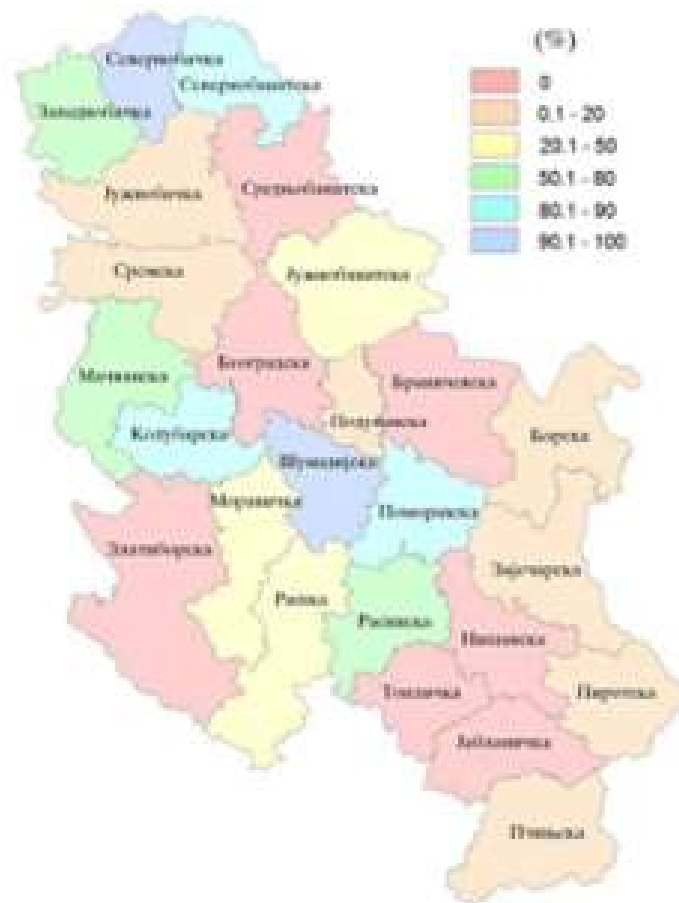 (%)
0
0.1 - 20
20.1 - 50
50.1 - 80
80.1 - 90
90.1 - 100
Севернобачка
Севернобанатска
Западнобачка
Јужнобачка
Средњобанатска
Сремска
Јужнобанатска
Мачванска
Београдска
Браничевска
Подунавска
Борска
Колубарска
Шумадијска
Моравичка
Поморавска
Златиборска
Зајечарска
Рашка
Расинска
Нишавска
Топличка
Пиротска
Јабланичка
Пчињска